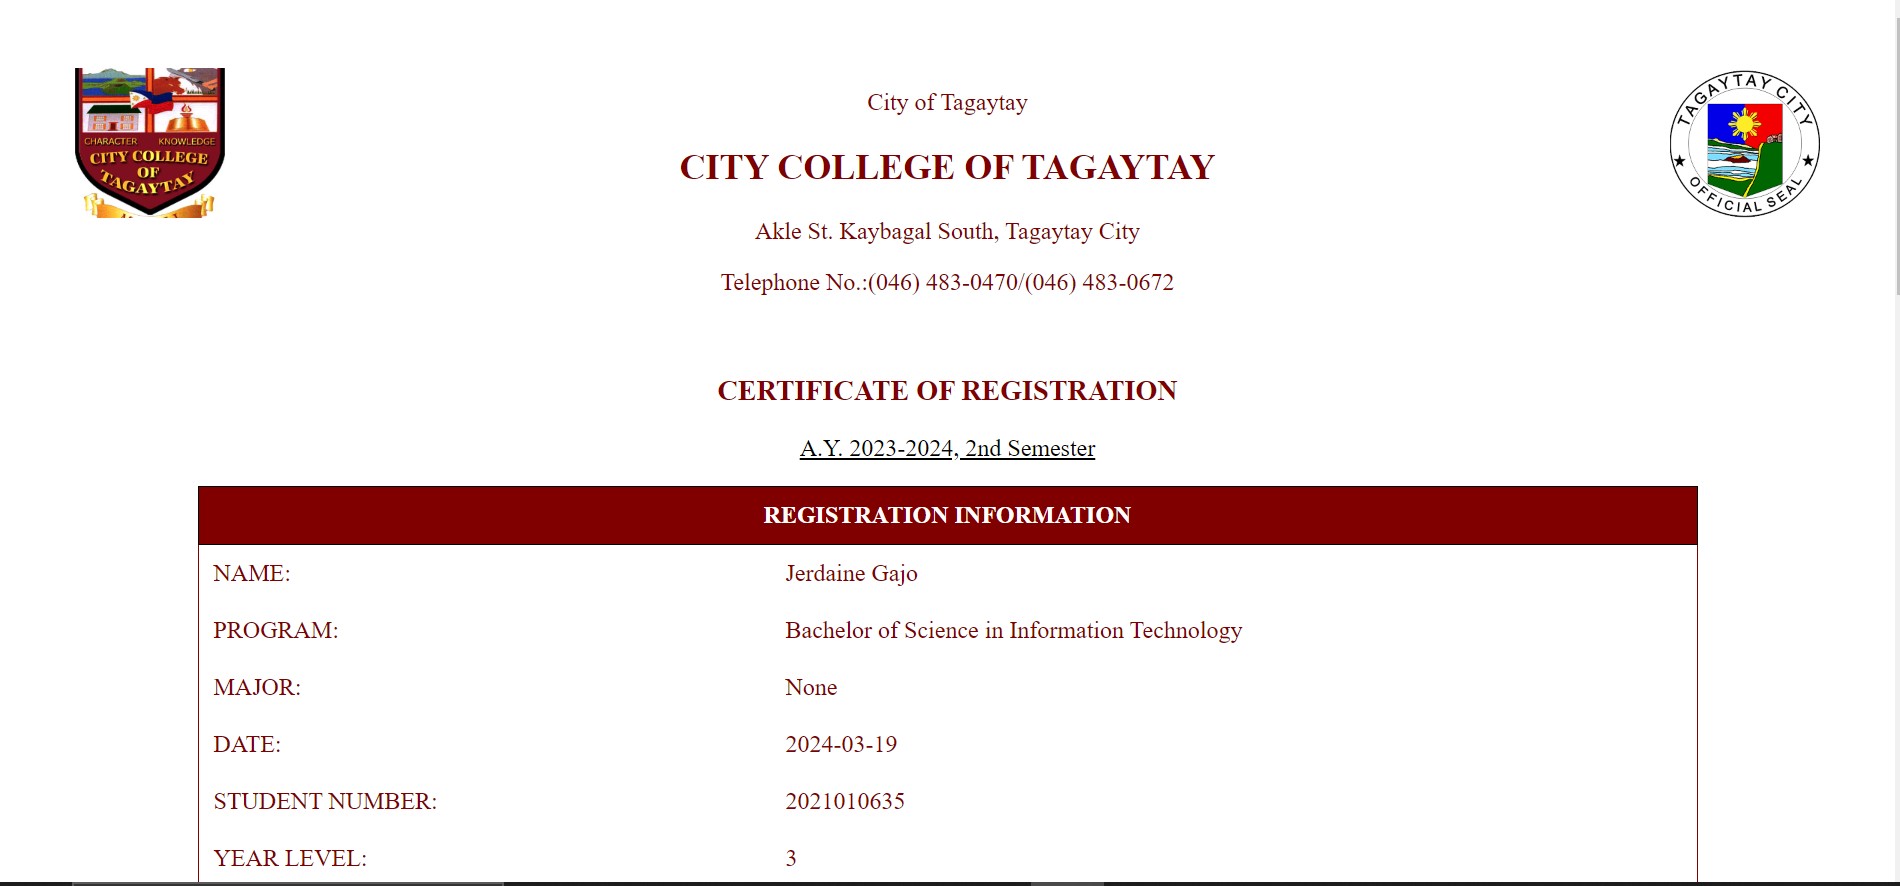 CHARACTER KNOWLEDGE
CITY COLLEGE
OF
TAGAYTAY
City of Tagaytay
CITY COLLEGE OF TAGAYTAY
Akle St. Kaybagal South, Tagaytay City
Telephone No.:(046) 483-0470/(046) 483-0672
TAGAYTAY CITY
OFFICIAL SEAL
CERTIFICATE OF REGISTRATION
A.Y. 2023-2024, 2nd Semester
REGISTRATION INFORMATION
NAME: Jerdaine Gajo
PROGRAM: Bachelor of Science in Information Technology
MAJOR: None
DATE: 2024-03-19
STUDENT NUMBER: 2021010635
YEAR LEVEL: 3